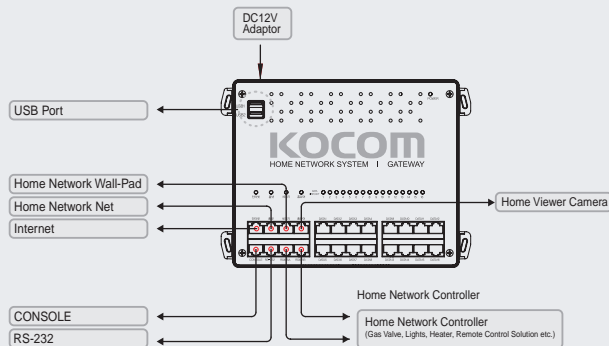 DC12V
Adaptor
USB Port
KOCOM
HOME NETWORK SYSTEM | GATEWAY
Home Network Wall-Pad
Home Network Net
Internet
Home Viewer Camera
CONSOLE
RS-232
Home Network Controller
Home Network Controller
(Gas Valve, Lights, Heater, Remote Control Solution etc.)